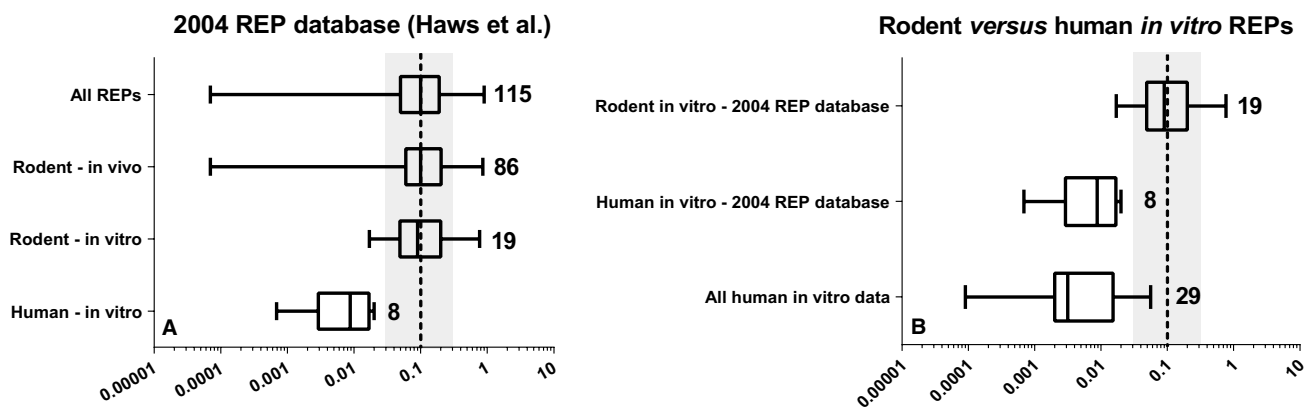 2004 REP database (Haws et al.)
All REPs
115
Rodent - in vivo
86
Rodent - in vitro
19
Human - in vitro
8
A
0.00001 0.0001 0.001 0.01 0.1 1 10
Rodent versus human in vitro REPs
Rodent in vitro - 2004 REP database
19
Human in vitro - 2004 REP database
8
All human in vitro data
29
B
0.00001 0.0001 0.001 0.01 0.1 1 10